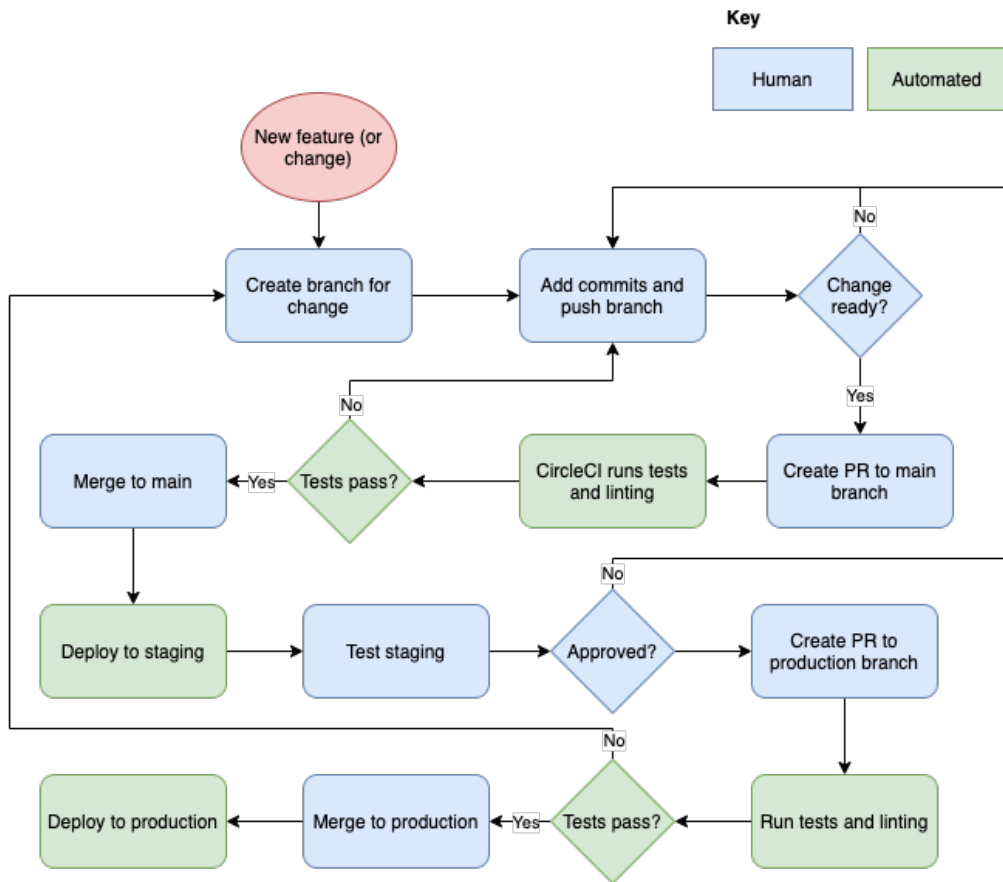 Key
Human
Automated
New feature (or
change)
No
Create branch for
change
Add commits and
push branch
Change
ready?
No
Yes
Merge to main
Yes
Tests pass?
CircleCI runs tests
and linting
Create PR to main
branch
No
Deploy to staging
Test staging
Approved?
Create PR to
production branch
No
Deploy to production
Merge to production
Yes
Tests pass?
Run tests and linting